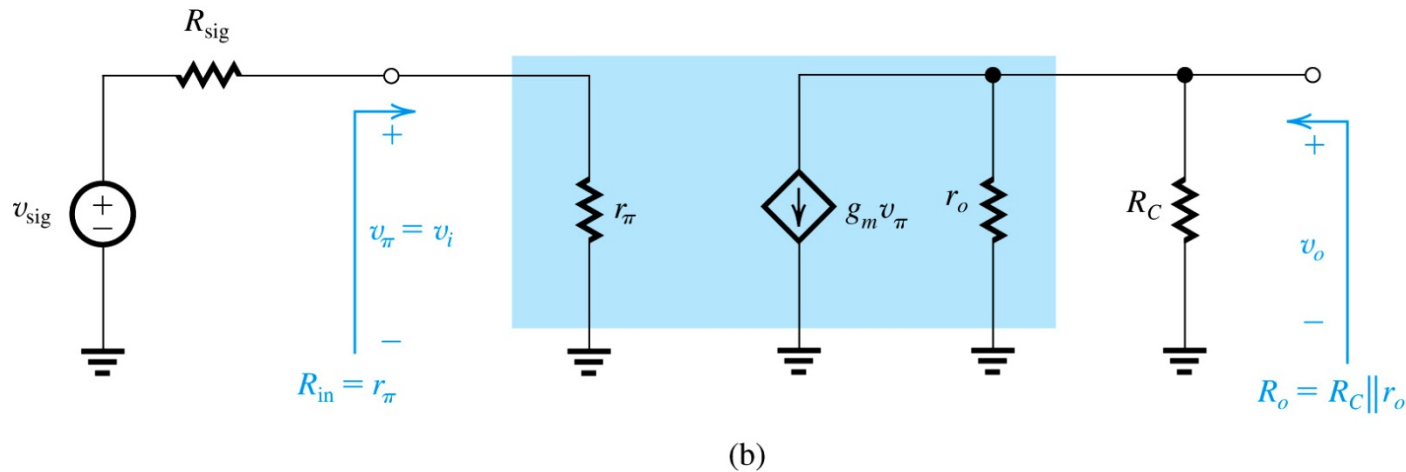 R_sig
v_sig
+
−
+
v_π = v_i
−
R_in = r_π
r_π
g_m v_π
r_o
R_C
+
v_o
−
R_o = R_C || r_o
(b)